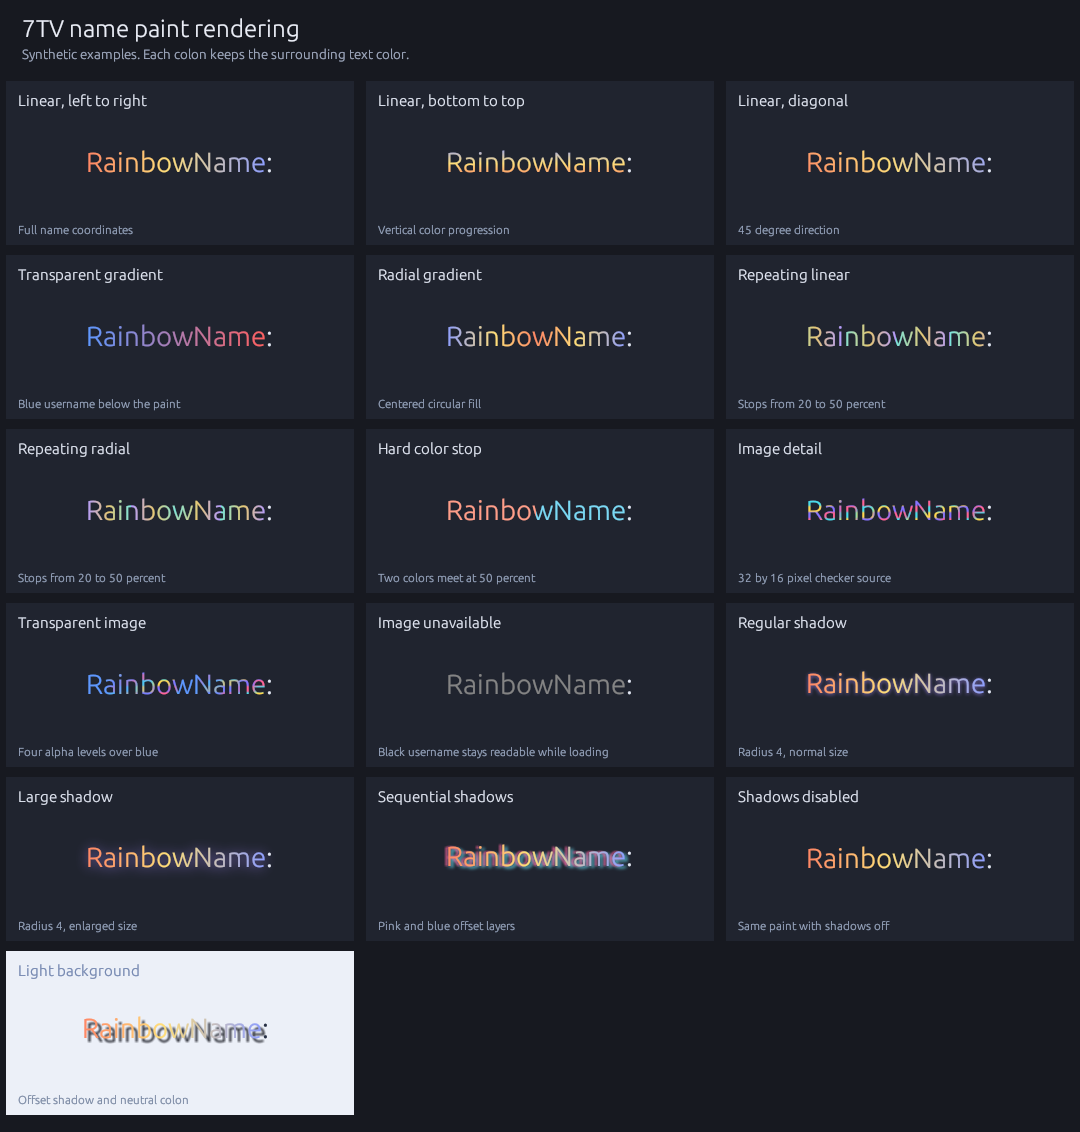 7TV name paint rendering
Synthetic examples. Each colon keeps the surrounding text color.
Linear, left to right
RainbowName:
Full name coordinates
Linear, bottom to top
RainbowName:
Vertical color progression
Linear, diagonal
RainbowName:
45 degree direction
Transparent gradient
RainbowName:
Blue username below the paint
Radial gradient
RainbowName:
Centered circular fill
Repeating linear
RainbowName:
Stops from 20 to 50 percent
Repeating radial
RainbowName:
Stops from 20 to 50 percent
Hard color stop
RainbowName:
Two colors meet at 50 percent
Image detail
RainbowName:
32 by 16 pixel checker source
Transparent image
RainbowName:
Four alpha levels over blue
Image unavailable
RainbowName:
Black username stays readable while loading
Regular shadow
RainbowName:
Radius 4, normal size
Large shadow
RainbowName:
Radius 4, enlarged size
Sequential shadows
RainbowName:
Pink and blue offset layers
Shadows disabled
RainbowName:
Same paint with shadows off
Light background
RainbowName:
Offset shadow and neutral colon